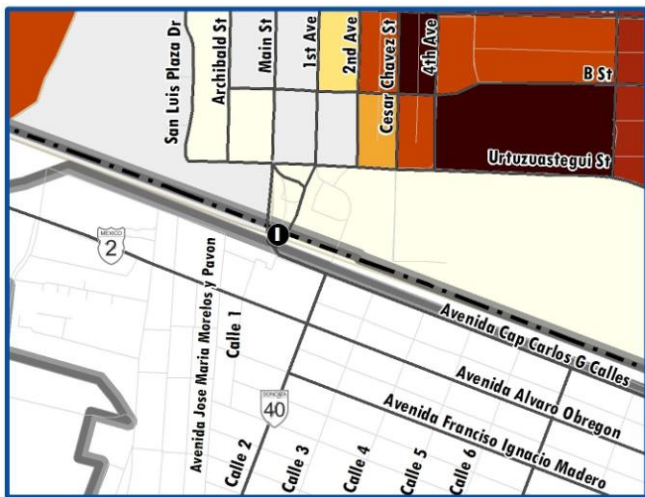 San Luis Plaza Dr
Archibald St
Main St
1st Ave
2nd Ave
Cesar Chavez St
4th Ave
B St
Urtuzuastegui St
MEXICO
2
Avenida Jose Maria Morelos y Pavon
Calle 1
Avenida Cap Carlos G Calles
Avenida Alvaro Obregon
Avenida Franciso Ignacio Madero
SONORA
40
Calle 2
Calle 3
Calle 4
Calle 5
Calle 6